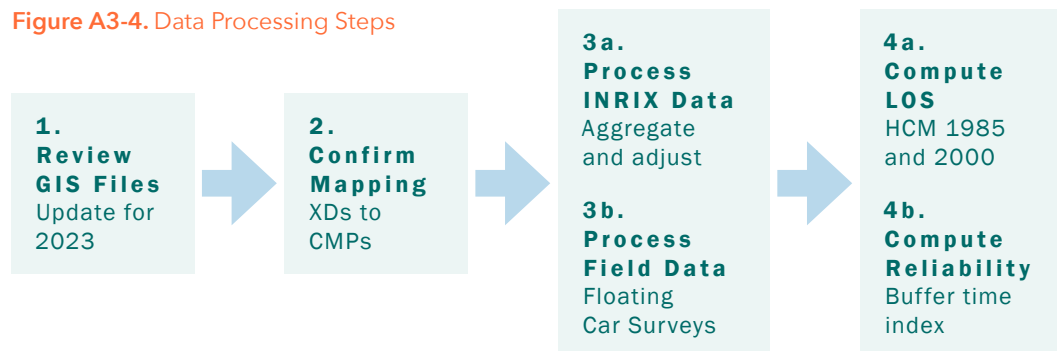 Figure A3-4. Data Processing Steps
1.
Review
GIS Files
Update for
2023
2.
Confirm
Mapping
XDs to
CMPs
3a.
Process
INRIX Data
Aggregate
and adjust
3b.
Process
Field Data
Floating
Car Surveys
4a.
Compute
LOS
HCM 1985
and 2000
4b.
Compute
Reliability
Buffer time
index